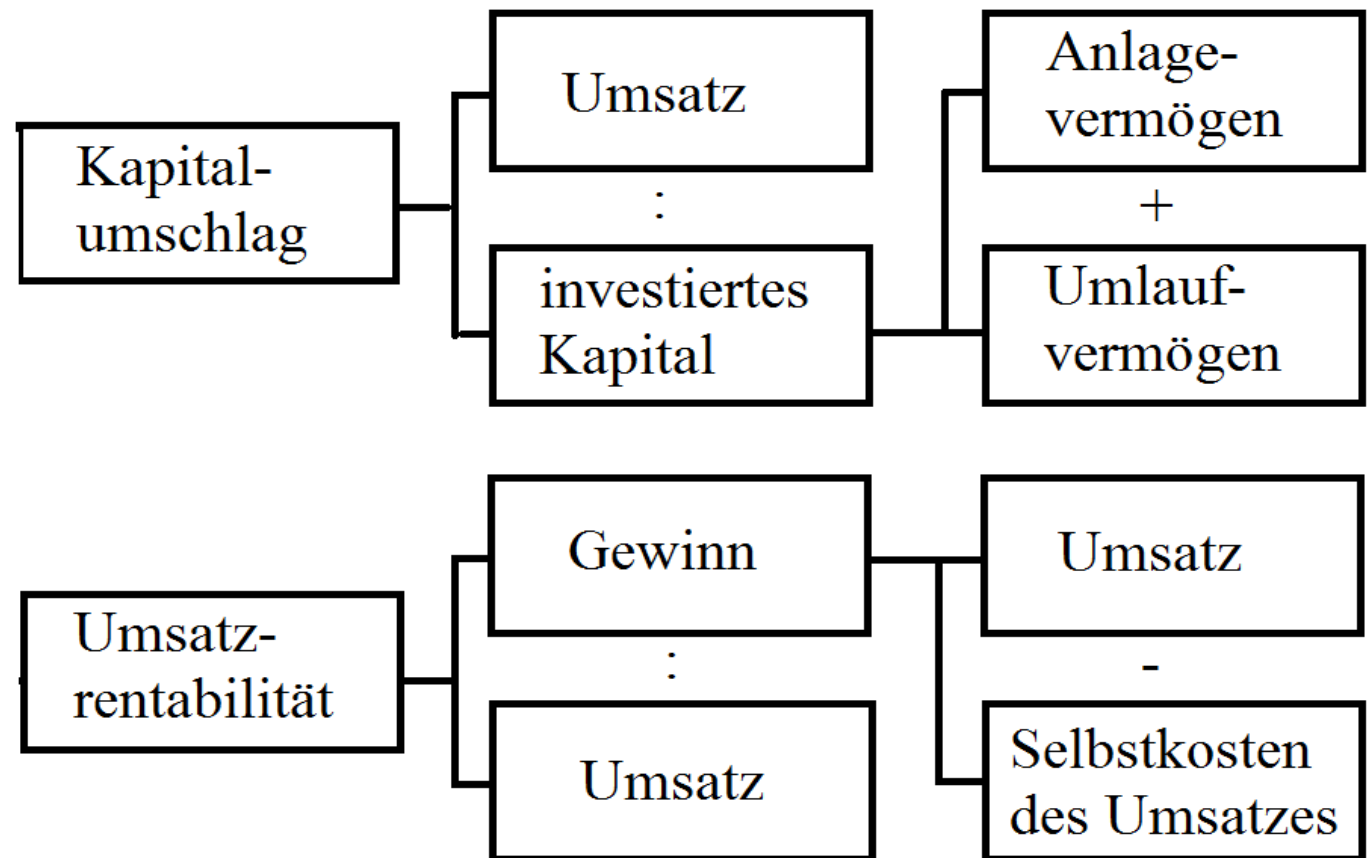 Kapital-
umschlag
Umsatz
:
investiertes
Kapital
Anlage-
vermögen
+
Umlauf-
vermögen
Umsatz-
rentabilität
Gewinn
:
Umsatz
Umsatz
-
Selbstkosten
des Umsatzes